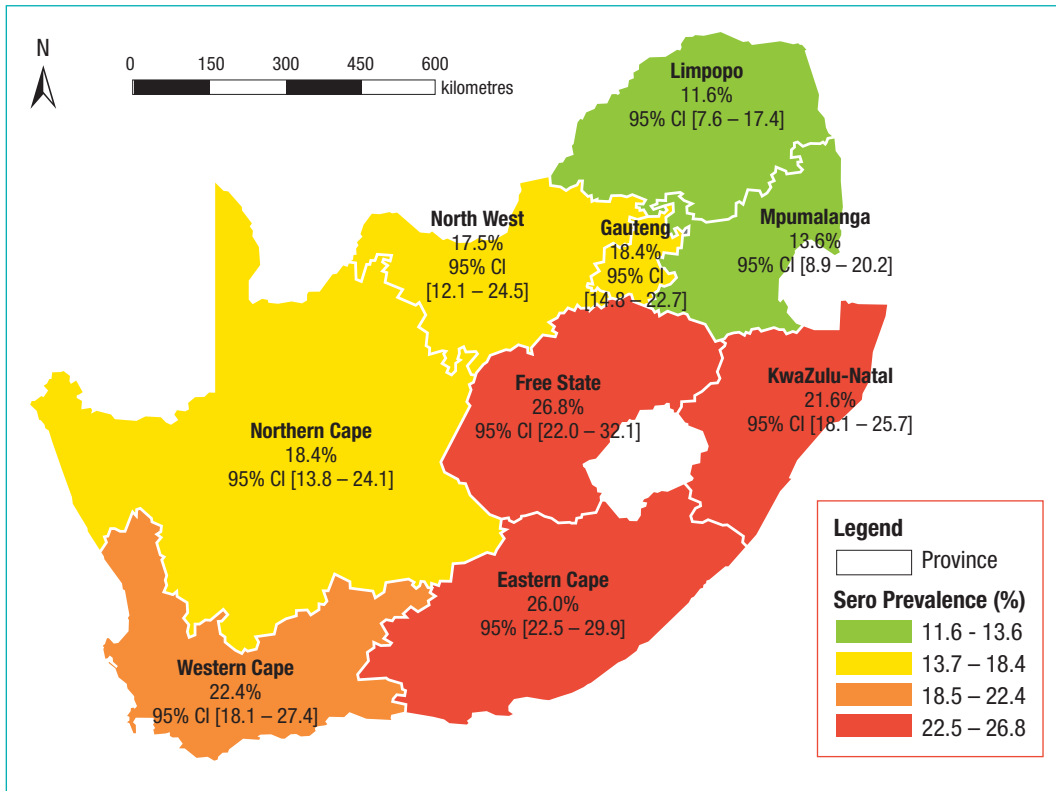 N
0 150 300 450 600
kilometres
Limpopo
11.6%
95% CI [7.6 – 17.4]
Mpumalanga
13.6%
95% CI [8.9 – 20.2]
North West
17.5%
95% CI
[12.1 – 24.5]
Gauteng
18.4%
95% CI
[14.8 – 22.7]
Free State
26.8%
95% CI [22.0 – 32.1]
KwaZulu-Natal
21.6%
95% CI [18.1 – 25.7]
Northern Cape
18.4%
95% CI [13.8 – 24.1]
Eastern Cape
26.0%
95% [22.5 – 29.9]
Western Cape
22.4%
95% CI [18.1 – 27.4]
Legend
Province
Sero Prevalence (%)
11.6 - 13.6
13.7 – 18.4
18.5 – 22.4
22.5 – 26.8